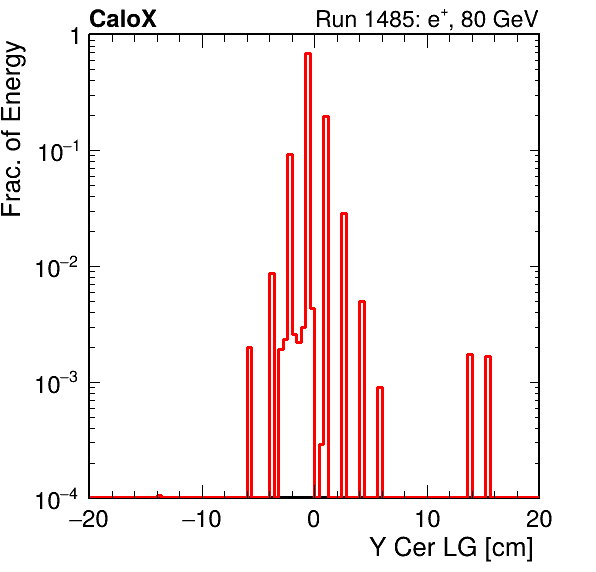 CaloX
Run 1485: e⁺, 80 GeV
Frac. of Energy
1
10⁻¹
10⁻²
10⁻³
10⁻⁴
−20
−10
0
10
20
Y Cer LG [cm]